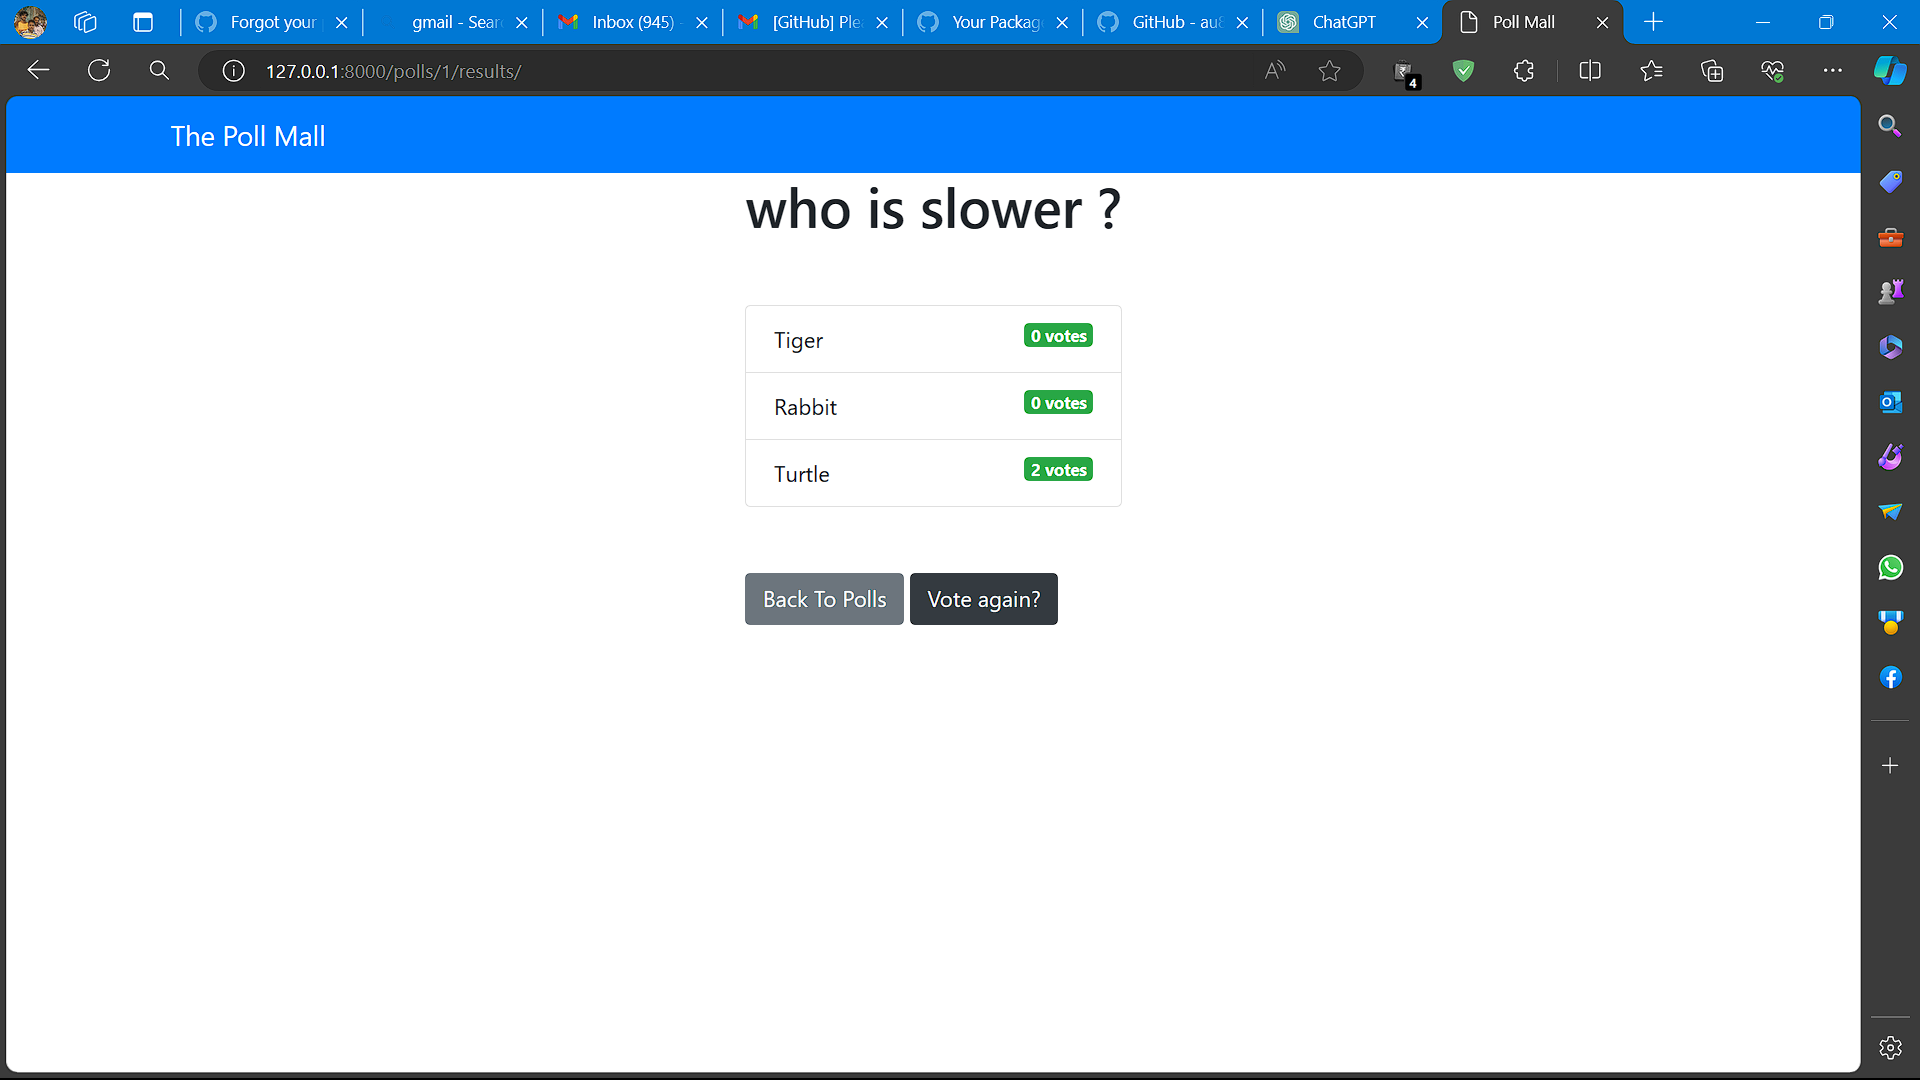 Forgot your
gmail - Sear
Inbox (945) -
[GitHub] Ple
Your Packag
GitHub - au8
ChatGPT
Poll Mall
127.0.0.1:8000/polls/1/results/
4
The Poll Mall
who is slower ?
Tiger 0 votes
Rabbit 0 votes
Turtle 2 votes
Back To Polls Vote again?